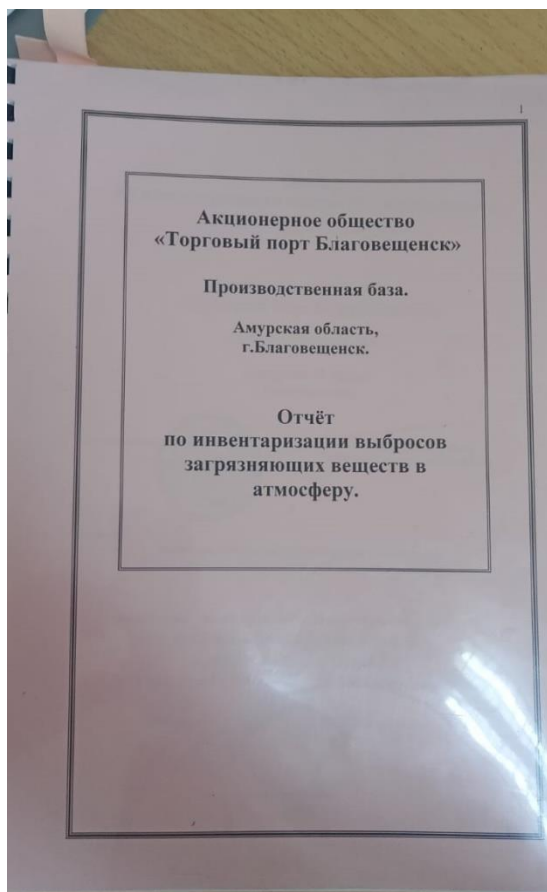 1
Акционерное общество
«Торговый порт Благовещенск»
Производственная база.
Амурская область,
г.Благовещенск.
Отчёт
по инвентаризации выбросов
загрязняющих веществ в
атмосферу.